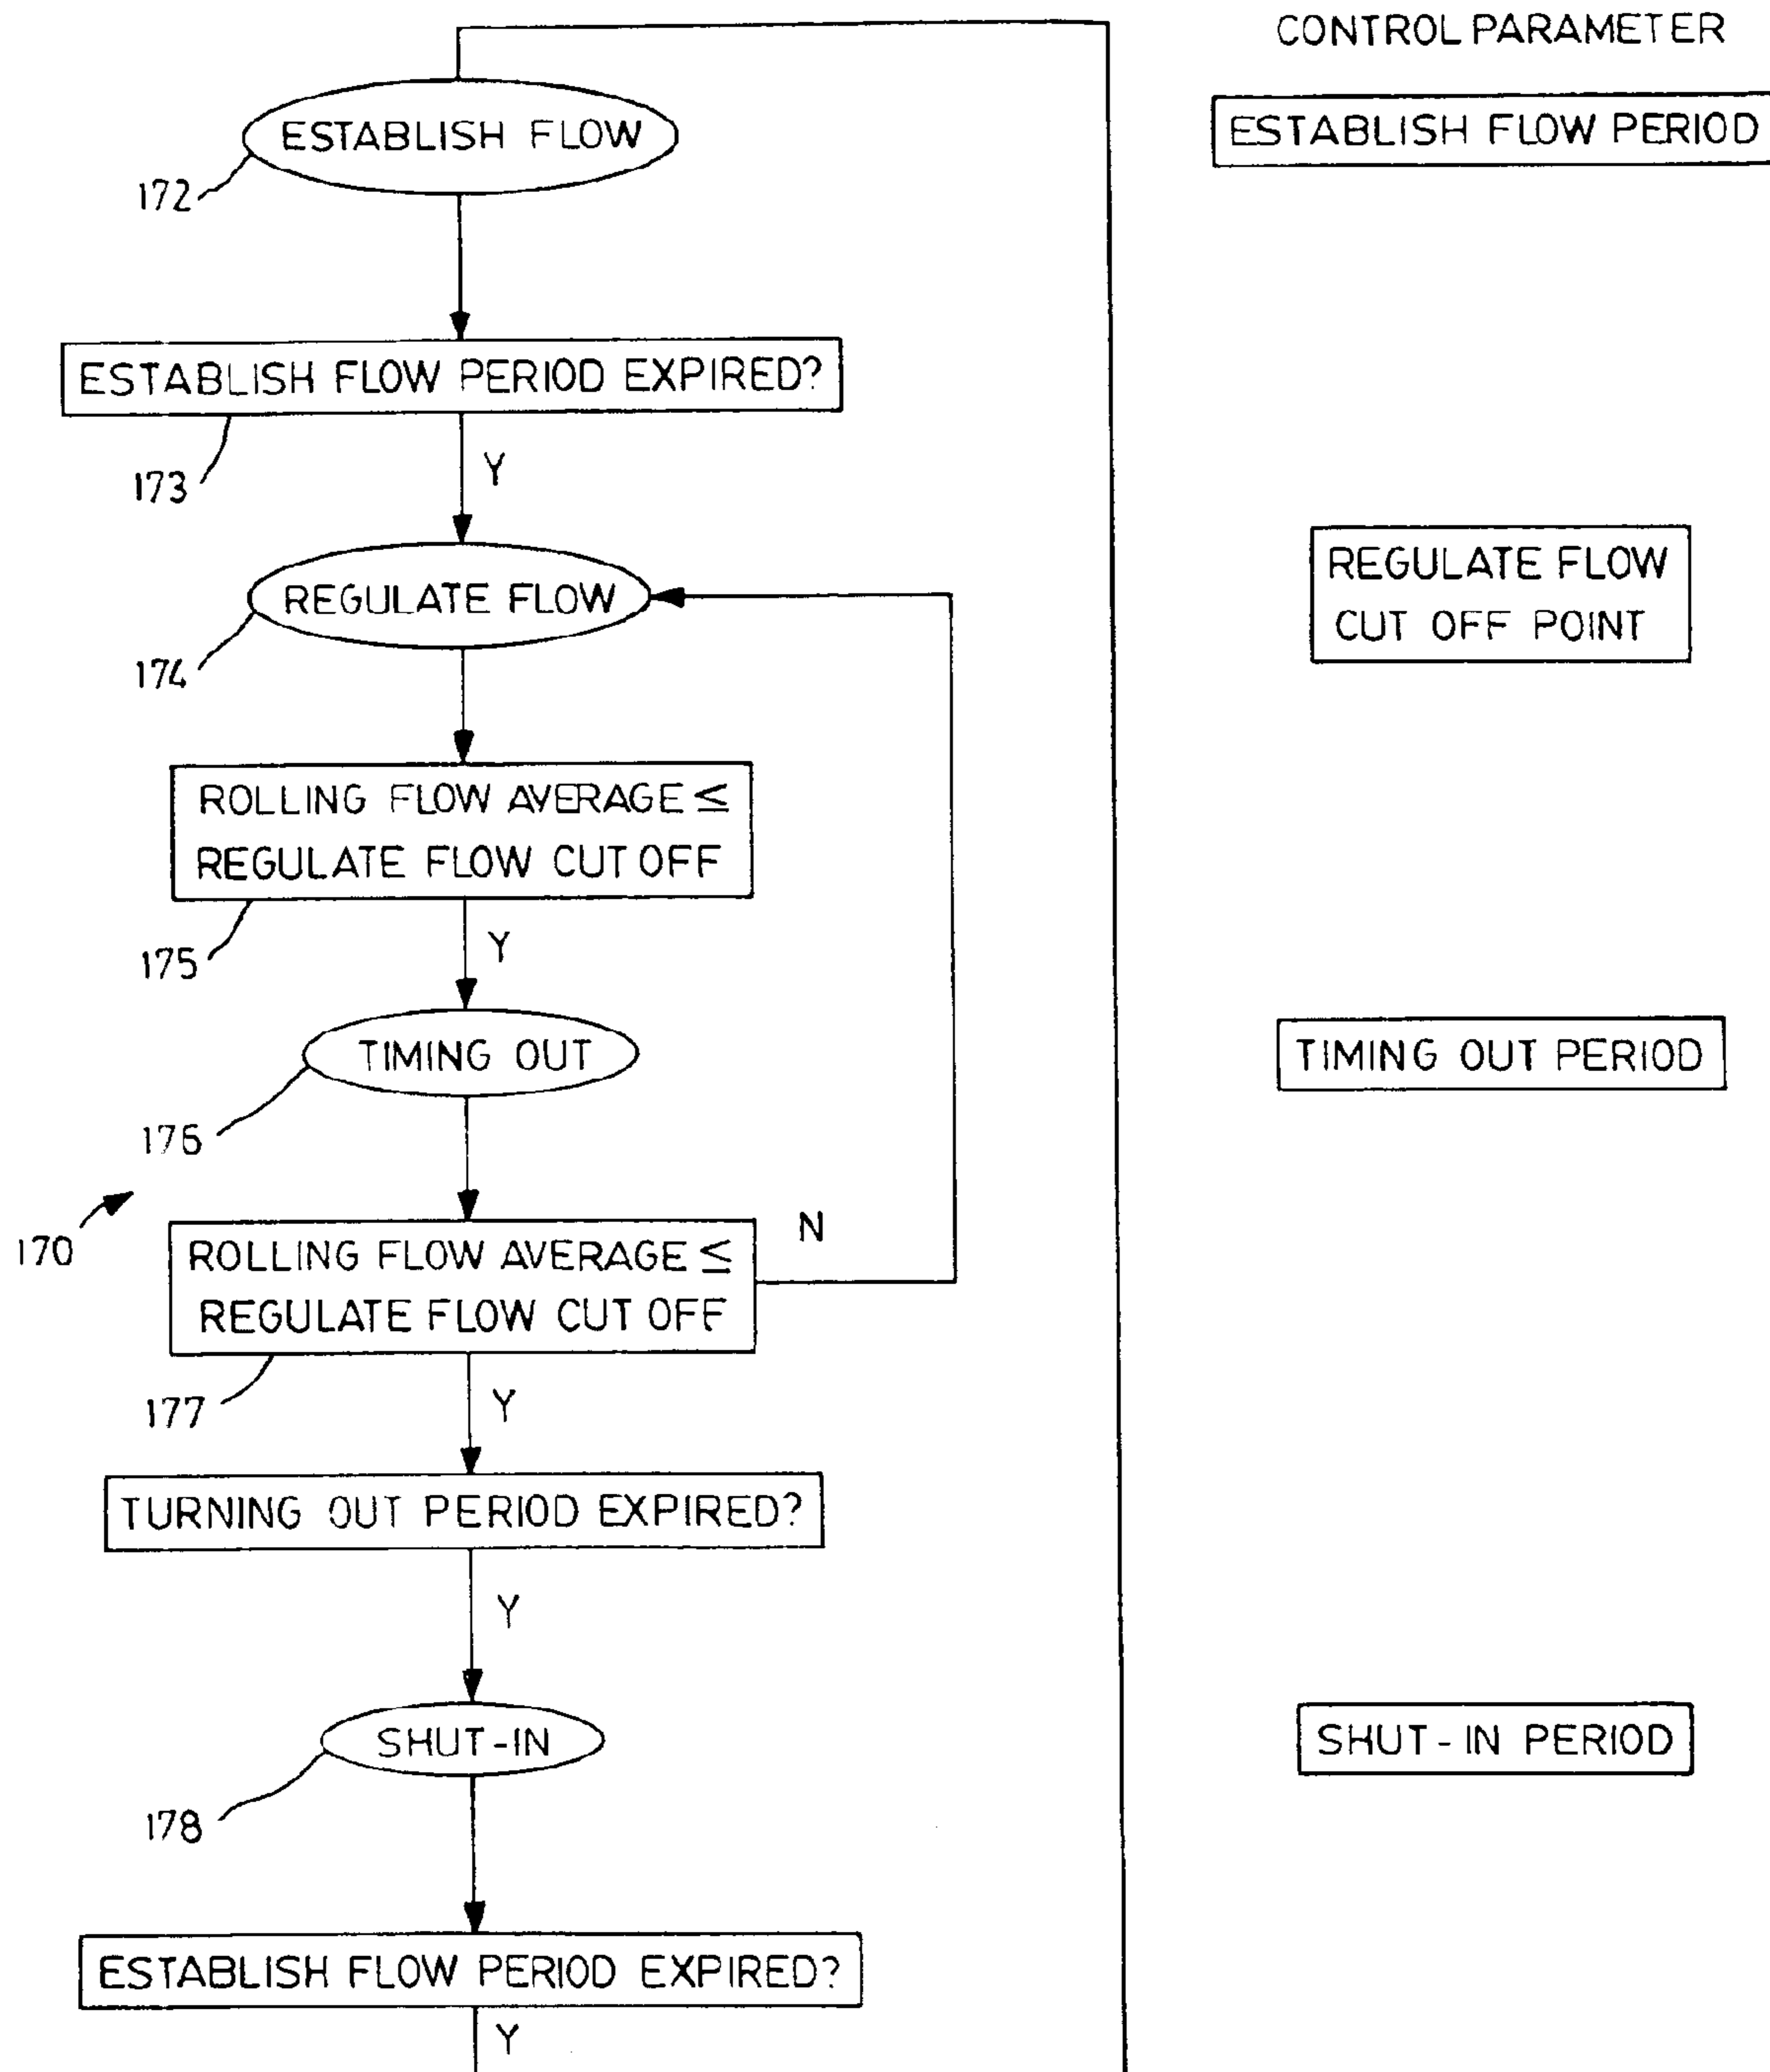 CONTROL PARAMETER
ESTABLISH FLOW
ESTABLISH FLOW PERIOD
172
ESTABLISH FLOW PERIOD EXPIRED?
173
Y
REGULATE FLOW
REGULATE FLOW
CUT OFF POINT
174
ROLLING FLOW AVERAGE ≤
REGULATE FLOW CUT OFF
175
Y
TIMING OUT
TIMING OUT PERIOD
176
170
ROLLING FLOW AVERAGE ≤
REGULATE FLOW CUT OFF
N
177
Y
TURNING OUT PERIOD EXPIRED?
Y
SHUT-IN
SHUT-IN PERIOD
178
ESTABLISH FLOW PERIOD EXPIRED?
Y